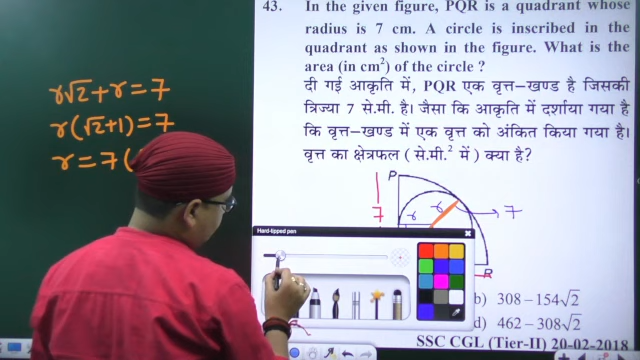 43. In the given figure, PQR is a quadrant whose
radius is 7 cm. A circle is inscribed in the
quadrant as shown in the figure. What is the
area (in cm²) of the circle ?
दी गई आकृति में, PQR एक वृत्त–खण्ड है जिसकी
त्रिज्या 7 से.मी. है। जैसा कि आकृति में दर्शाया गया है
कि वृत्त–खण्ड में एक वृत्त को अंकित किया गया है।
वृत्त का क्षेत्रफल ( से.मी.² में ) क्या है?
r√2 + r = 7
r(√2+1) = 7
r = 7(
P
7
r
r
7
R
Hard-tipped pen
b) 308–154√2
d) 462–308√2
SSC CGL (Tier-II) 20-02-2018